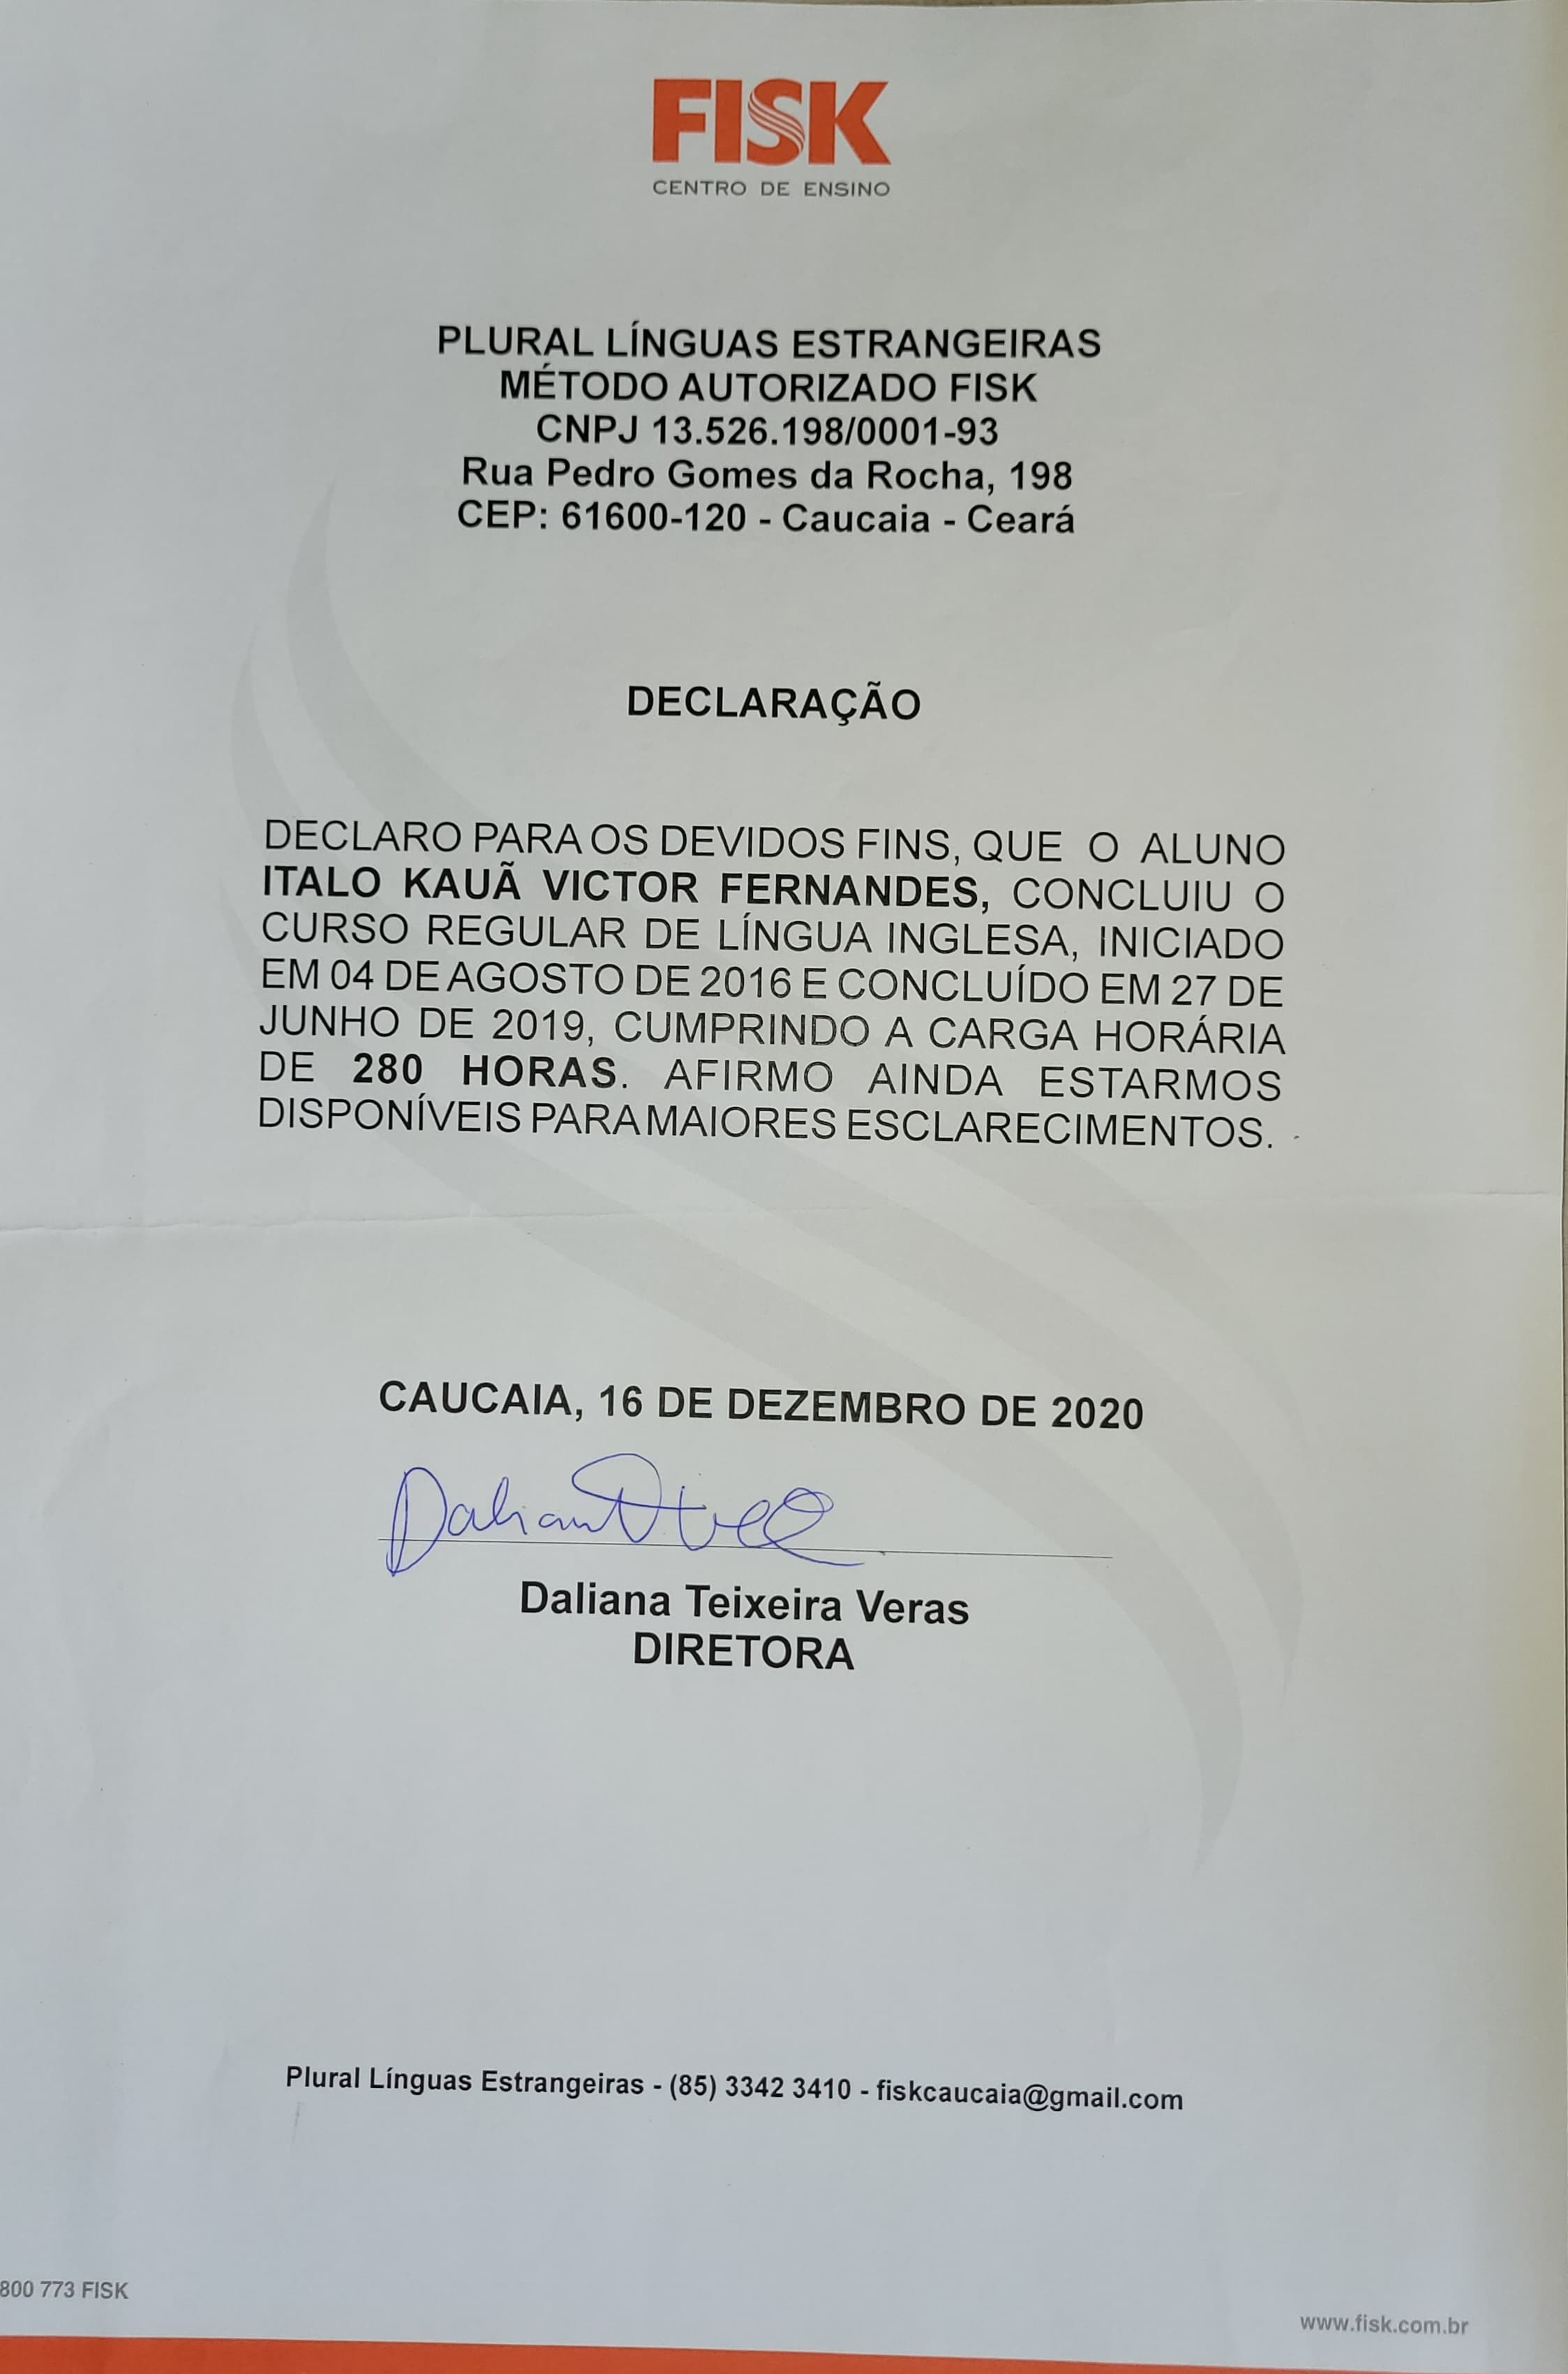 FISK
CENTRO DE ENSINO
PLURAL LÍNGUAS ESTRANGEIRAS
MÉTODO AUTORIZADO FISK
CNPJ 13.526.198/0001-93
Rua Pedro Gomes da Rocha, 198
CEP: 61600-120 - Caucaia - Ceará
DECLARAÇÃO
DECLARO PARA OS DEVIDOS FINS, QUE O ALUNO
ITALO KAUÃ VICTOR FERNANDES, CONCLUIU O
CURSO REGULAR DE LÍNGUA INGLESA, INICIADO
EM 04 DE AGOSTO DE 2016 E CONCLUÍDO EM 27 DE
JUNHO DE 2019, CUMPRINDO A CARGA HORÁRIA
DE 280 HORAS. AFIRMO AINDA ESTARMOS
DISPONÍVEIS PARA MAIORES ESCLARECIMENTOS.
CAUCAIA, 16 DE DEZEMBRO DE 2020
Daliana Teixeira Veras
DIRETORA
Plural Línguas Estrangeiras - (85) 3342 3410 - fiskcaucaia@gmail.com
800 773 FISK
www.fisk.com.br